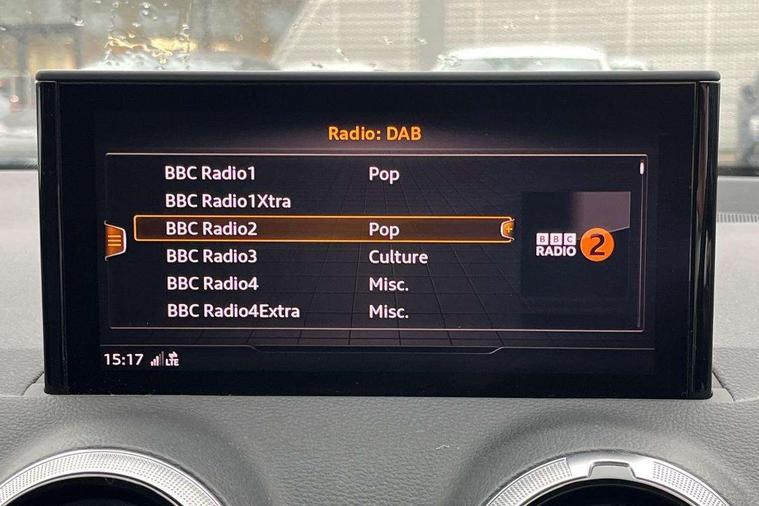 Radio: DAB
BBC Radio1 Pop
BBC Radio1Xtra
BBC Radio2 Pop
BBC Radio3 Culture
BBC Radio4 Misc.
BBC Radio4Extra Misc.
BBC
RADIO 2
15:17 LTE